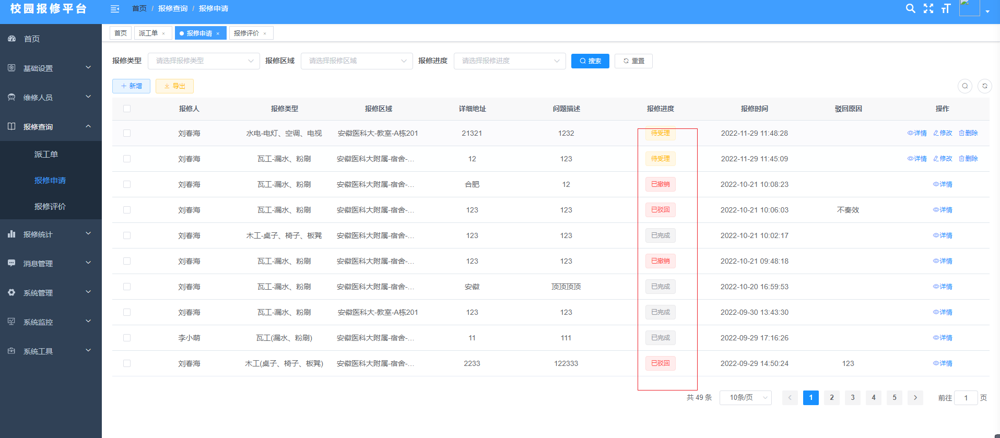 校园报修平台
首页 / 报修查询 / 报修申请
首页
基础设置
维修人员
报修查询
派工单
报修申请
报修评价
报修统计
消息管理
系统管理
系统监控
系统工具
首页 派工单 × 报修申请 × 报修评价 ×
报修类型 请选择报修类型 报修区域 请选择报修区域 报修进度 请选择报修进度 搜索 重置
新增 导出
报修人 报修类型 报修区域 详细地址 问题描述 报修进度 报修时间 驳回原因 操作
刘春海 水电-电灯、空调、电视 安徽医科大-教室-A栋201 21321 1232 待受理 2022-11-29 11:48:28 详情 修改 删除
刘春海 瓦工-漏水、粉刷 安徽医科大附属-宿舍-... 12 123 待受理 2022-11-29 11:45:09 详情 修改 删除
刘春海 瓦工-漏水、粉刷 安徽医科大附属-宿舍-... 合肥 12 已撤销 2022-10-21 10:08:23 详情
刘春海 瓦工-漏水、粉刷 安徽医科大附属-宿舍-... 123 123 已驳回 2022-10-21 10:06:03 不奏效 详情
刘春海 木工-桌子、椅子、板凳 安徽医科大附属-宿舍-... 123 123 已完成 2022-10-21 10:02:17 详情
刘春海 瓦工-漏水、粉刷 安徽医科大附属-宿舍-... 123 123 已撤销 2022-10-21 09:48:18 详情
刘春海 瓦工-漏水、粉刷 安徽医科大附属-宿舍-... 安徽 顶顶顶顶 已完成 2022-10-20 16:59:53 详情
刘春海 瓦工-漏水、粉刷 安徽医科大-教室-A栋201 123 123 已完成 2022-09-30 13:43:30 详情
李小萌 瓦工(漏水、粉刷) 安徽医科大附属-宿舍-... 11 111 已完成 2022-09-29 17:16:26 详情
刘春海 木工(桌子、椅子、板凳) 安徽医科大附属-宿舍-... 2233 122333 已驳回 2022-09-29 14:50:24 123 详情
共 49 条 10条/页 1 2 3 4 5 前往 1 页